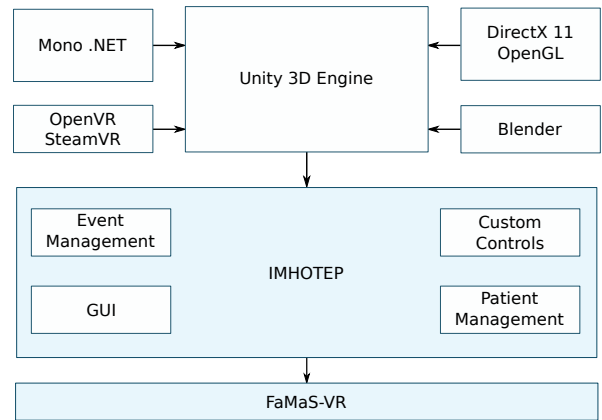 Mono .NET
Unity 3D Engine
DirectX 11
OpenGL
OpenVR
SteamVR
Blender
Event
Management
Custom
Controls
IMHOTEP
GUI
Patient
Management
FaMaS-VR